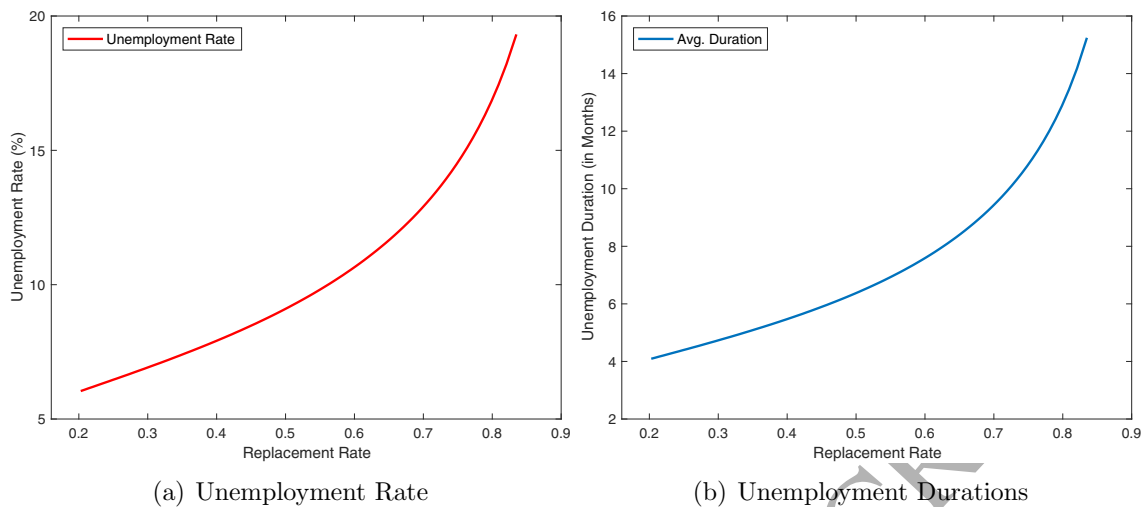 20
15
10
5
Unemployment Rate (%)
Unemployment Rate
0.2 0.3 0.4 0.5 0.6 0.7 0.8 0.9
Replacement Rate
(a) Unemployment Rate
16
14
12
10
8
6
4
2
Unemployment Duration (in Months)
Avg. Duration
0.2 0.3 0.4 0.5 0.6 0.7 0.8 0.9
Replacement Rate
(b) Unemployment Durations